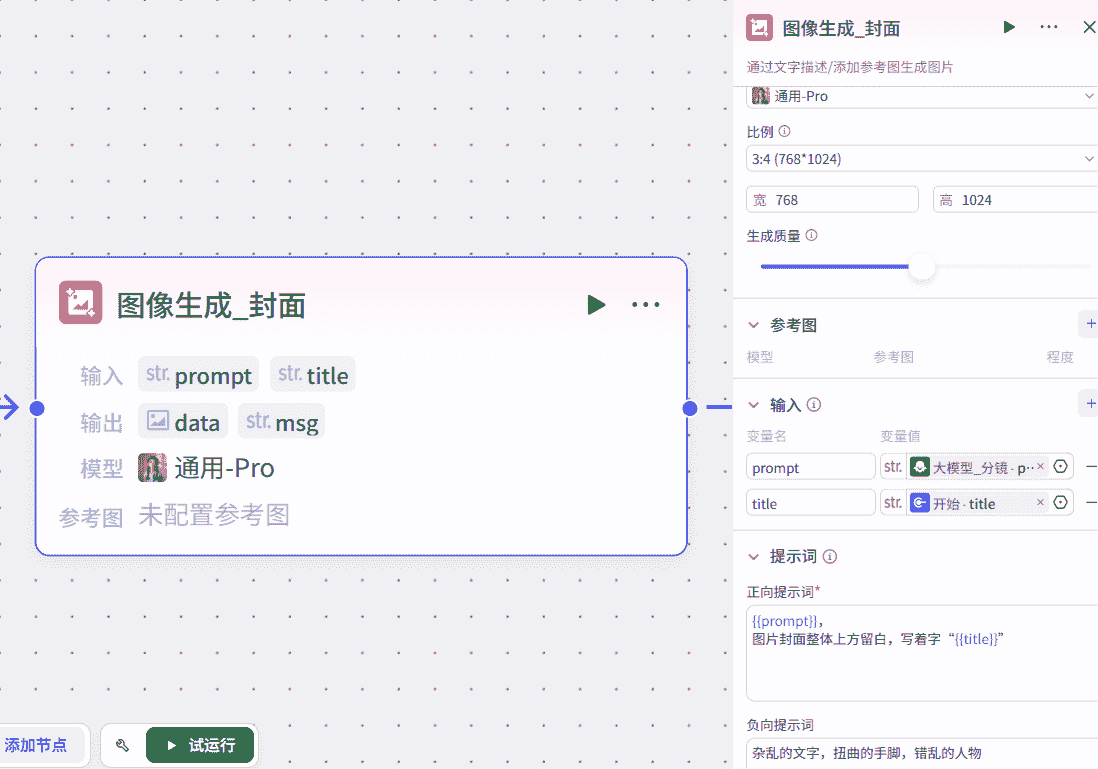 图像生成_封面
输入 str. prompt str. title
输出 data str. msg
模型 通用-Pro
参考图 未配置参考图
添加节点
试运行
图像生成_封面
通过文字描述/添加参考图生成图片
通用-Pro
比例
3:4 (768*1024)
宽 768 高 1024
生成质量
参考图
模型 参考图 程度
输入
变量名 变量值
prompt str. 大模型_分镜 - p··
title str. 开始 - title
提示词
正向提示词*
{{prompt}},
图片封面整体上方留白，写着字“{{title}}”
负向提示词
杂乱的文字，扭曲的手脚，错乱的人物